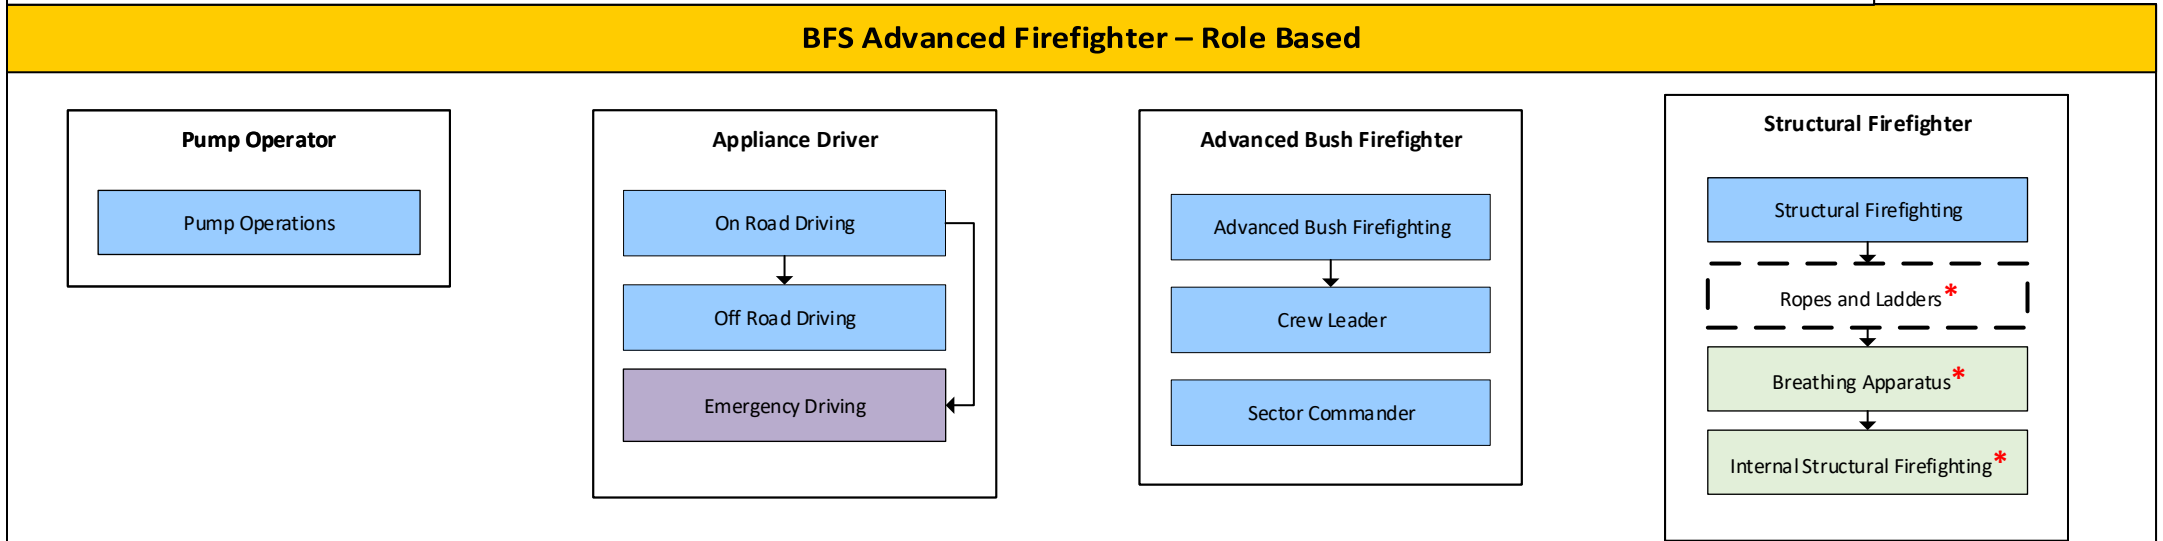 BFS Advanced Firefighter – Role Based
Pump Operator
Pump Operations
Appliance Driver
On Road Driving
Off Road Driving
Emergency Driving
Advanced Bush Firefighter
Advanced Bush Firefighting
Crew Leader
Sector Commander
Structural Firefighter
Structural Firefighting
Ropes and Ladders*
Breathing Apparatus*
Internal Structural Firefighting*